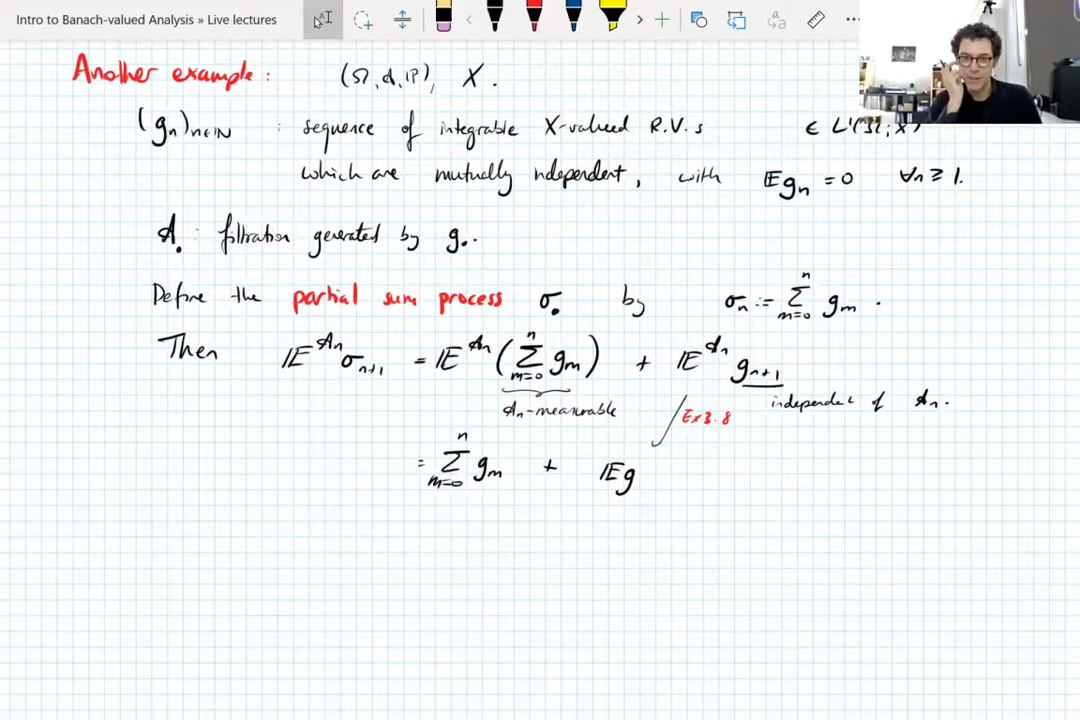 Intro to Banach-valued Analysis » Live lectures
Another example: (Ω, 𝒜, ℙ), X.
(gₙ)ₙ∈ℕ : sequence of integrable X-valued R.V.s ∈ L¹(Ω; X)
which are mutually independent, with 𝔼gₙ = 0 ∀n ≥ 1.
𝒜. : filtration generated by g..
Define the partial sum process σ. by σₙ := Σ_{m=0}^{n} gₘ.
Then 𝔼^{𝒜ₙ} σₙ₊₁ = 𝔼^{𝒜ₙ} (Σ_{m=0}^{n} gₘ) + 𝔼^{𝒜ₙ} gₙ₊₁
𝒜ₙ-measurable Ex 3.8 independent of 𝒜ₙ.
= Σ_{m=0}^{n} gₘ + 𝔼g